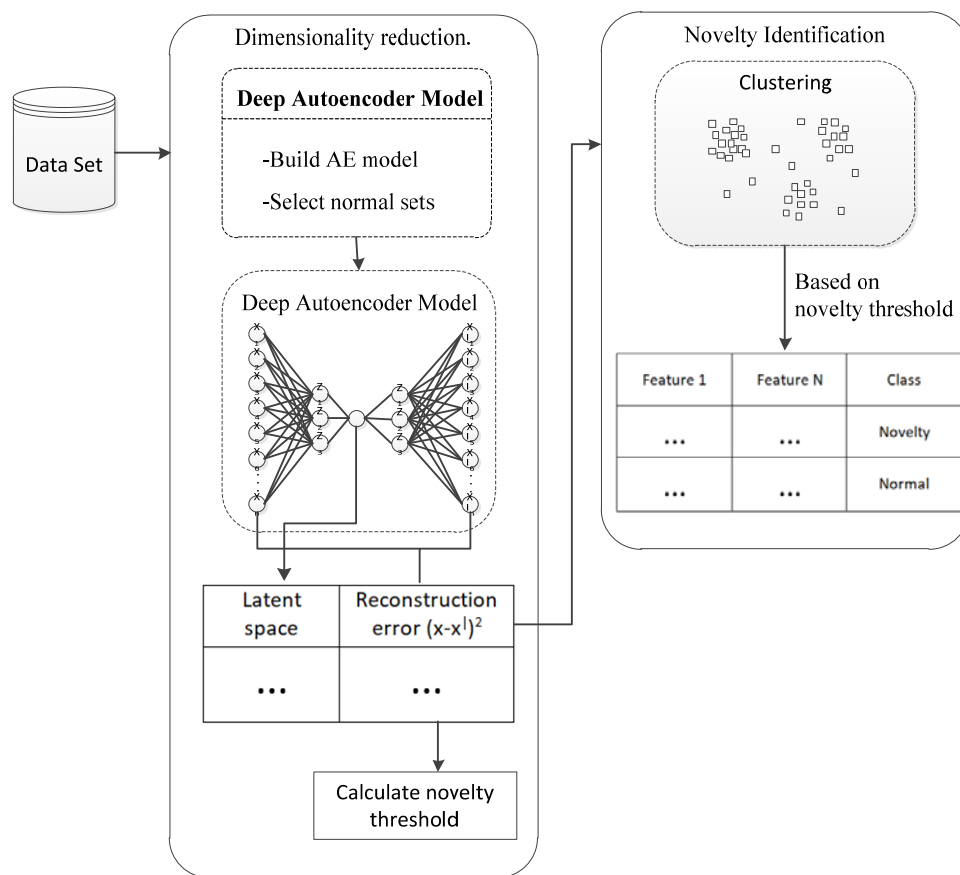 Data Set
Dimensionality reduction.
Deep Autoencoder Model
-Build AE model
-Select normal sets
Deep Autoencoder Model
Latent
space
Reconstruction
error (x-x|)²
...
...
Calculate novelty
threshold
Novelty Identification
Clustering
Based on
novelty threshold
Feature 1
Feature N
Class
...
...
Novelty
...
...
Normal